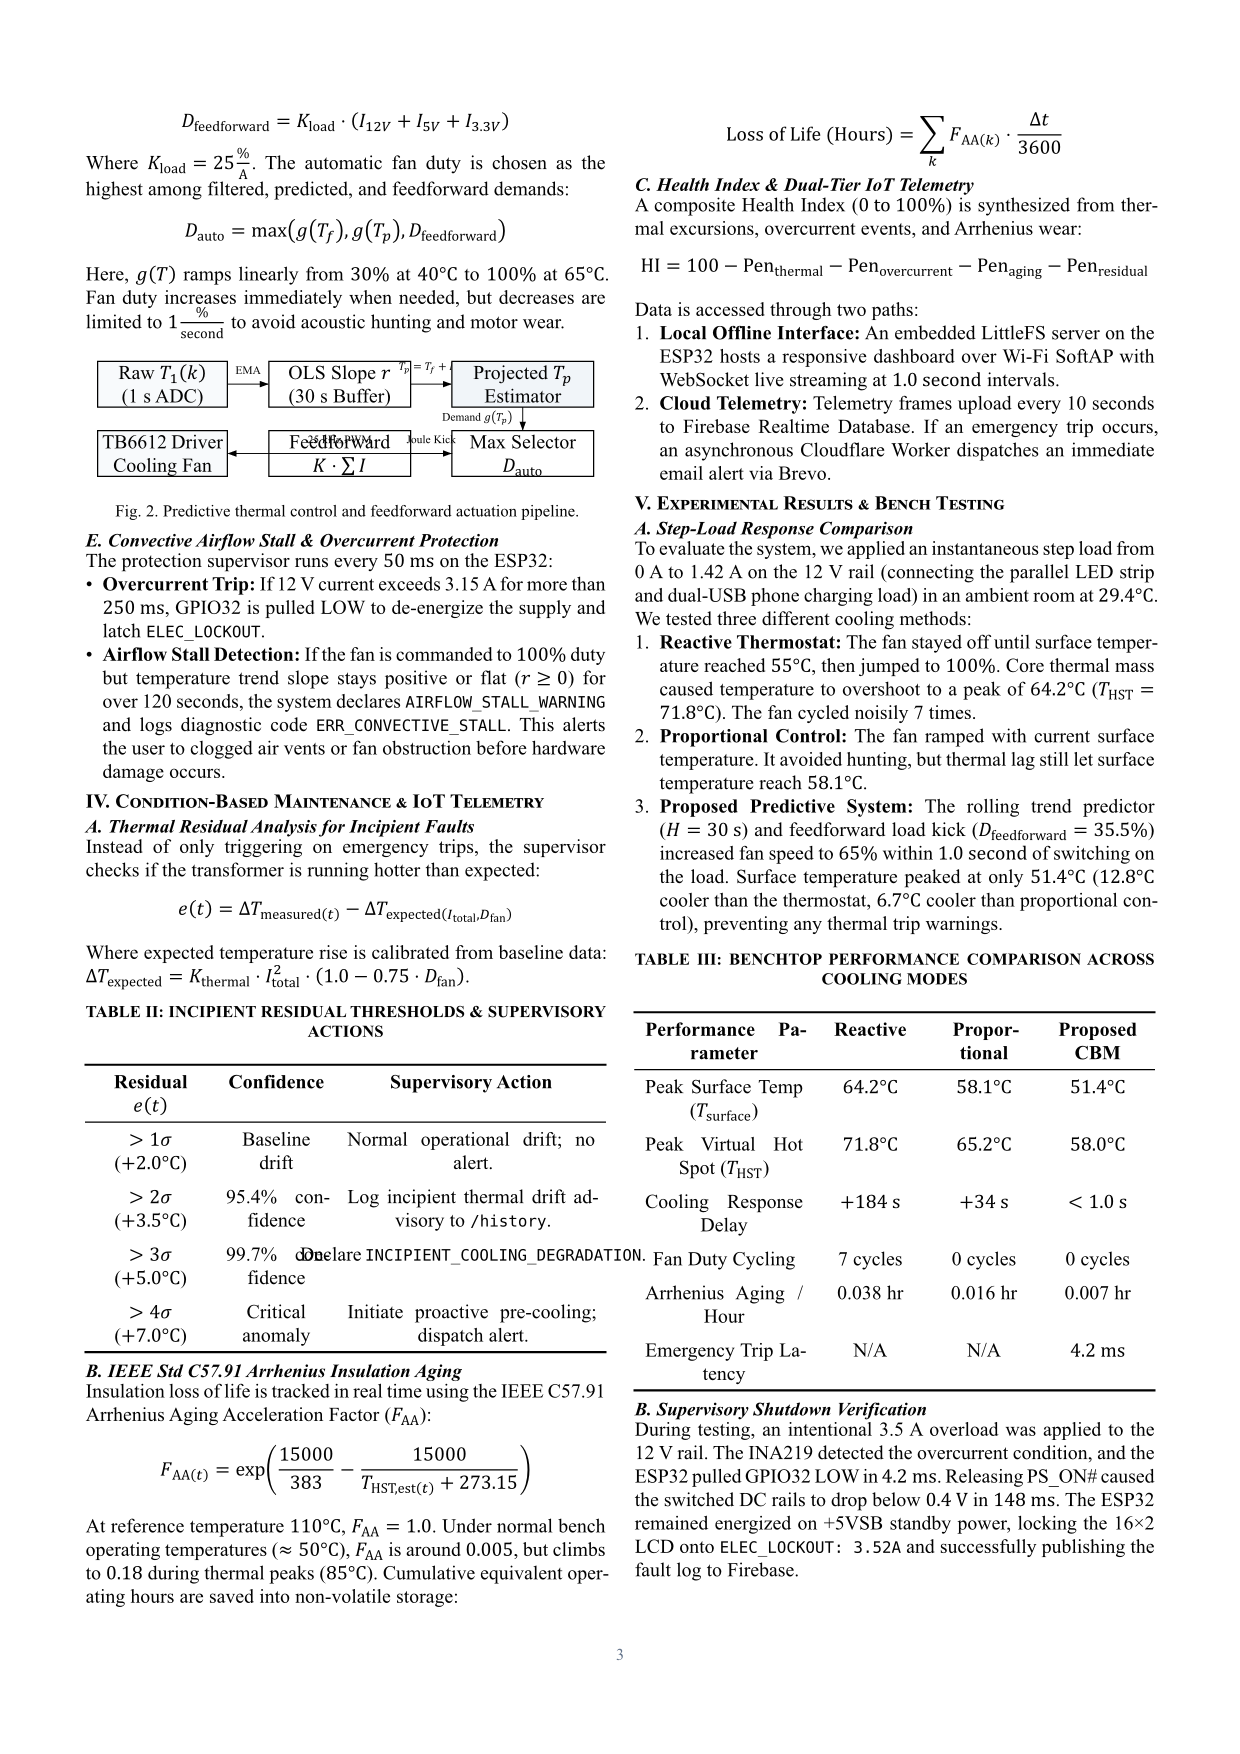 D_feedforward = K_load · (I_12V + I_5V + I_3.3V)
Where K_load = 25 %/A. The automatic fan duty is chosen as the
highest among filtered, predicted, and feedforward demands:
D_auto = max(g(T_f), g(T_p), D_feedforward)
Here, g(T) ramps linearly from 30% at 40°C to 100% at 65°C.
Fan duty increases immediately when needed, but decreases are
limited to 1 %/second to avoid acoustic hunting and motor wear.
Raw T₁(k)
(1 s ADC)
EMA
OLS Slope r
(30 s Buffer)
T_p = T_f +
Projected T_p
Estimator
Demand g(T_p)
TB6612 Driver
Cooling Fan
Feedforward
K · ∑ I
Joule Kick
Max Selector
D_auto
Fig. 2. Predictive thermal control and feedforward actuation pipeline.
E. Convective Airflow Stall & Overcurrent Protection
The protection supervisor runs every 50 ms on the ESP32:
• Overcurrent Trip: If 12 V current exceeds 3.15 A for more than
250 ms, GPIO32 is pulled LOW to de-energize the supply and
latch ELEC_LOCKOUT.
• Airflow Stall Detection: If the fan is commanded to 100% duty
but temperature trend slope stays positive or flat (r ≥ 0) for
over 120 seconds, the system declares AIRFLOW_STALL_WARNING
and logs diagnostic code ERR_CONVECTIVE_STALL. This alerts
the user to clogged air vents or fan obstruction before hardware
damage occurs.
IV. Condition-Based Maintenance & IoT Telemetry
A. Thermal Residual Analysis for Incipient Faults
Instead of only triggering on emergency trips, the supervisor
checks if the transformer is running hotter than expected:
e(t) = ΔT_measured(t) − ΔT_expected(I_total,D_fan)
Where expected temperature rise is calibrated from baseline data:
ΔT_expected = K_thermal · I²_total · (1.0 − 0.75 · D_fan).
TABLE II: INCIPIENT RESIDUAL THRESHOLDS & SUPERVISORY
ACTIONS
Residual e(t) Confidence Supervisory Action
> 1σ (+2.0°C) Baseline drift Normal operational drift; no alert.
> 2σ (+3.5°C) 95.4% con-fidence Log incipient thermal drift ad-visory to /history.
> 3σ (+5.0°C) 99.7% con-fidence Declare INCIPIENT_COOLING_DEGRADATION.
> 4σ (+7.0°C) Critical anomaly Initiate proactive pre-cooling; dispatch alert.
B. IEEE Std C57.91 Arrhenius Insulation Aging
Insulation loss of life is tracked in real time using the IEEE C57.91
Arrhenius Aging Acceleration Factor (F_AA):
F_AA(t) = exp(15000/383 − 15000/(T_HST,est(t) + 273.15))
At reference temperature 110°C, F_AA = 1.0. Under normal bench
operating temperatures (≈ 50°C), F_AA is around 0.005, but climbs
to 0.18 during thermal peaks (85°C). Cumulative equivalent oper-
ating hours are saved into non-volatile storage:
Loss of Life (Hours) = ∑_k F_AA(k) · Δt/3600
C. Health Index & Dual-Tier IoT Telemetry
A composite Health Index (0 to 100%) is synthesized from ther-
mal excursions, overcurrent events, and Arrhenius wear:
HI = 100 − Pen_thermal − Pen_overcurrent − Pen_aging − Pen_residual
Data is accessed through two paths:
1. Local Offline Interface: An embedded LittleFS server on the
ESP32 hosts a responsive dashboard over Wi-Fi SoftAP with
WebSocket live streaming at 1.0 second intervals.
2. Cloud Telemetry: Telemetry frames upload every 10 seconds
to Firebase Realtime Database. If an emergency trip occurs,
an asynchronous Cloudflare Worker dispatches an immediate
email alert via Brevo.
V. Experimental Results & Bench Testing
A. Step-Load Response Comparison
To evaluate the system, we applied an instantaneous step load from
0 A to 1.42 A on the 12 V rail (connecting the parallel LED strip
and dual-USB phone charging load) in an ambient room at 29.4°C.
We tested three different cooling methods:
1. Reactive Thermostat: The fan stayed off until surface temper-
ature reached 55°C, then jumped to 100%. Core thermal mass
caused temperature to overshoot to a peak of 64.2°C (T_HST =
71.8°C). The fan cycled noisily 7 times.
2. Proportional Control: The fan ramped with current surface
temperature. It avoided hunting, but thermal lag still let surface
temperature reach 58.1°C.
3. Proposed Predictive System: The rolling trend predictor
(H = 30 s) and feedforward load kick (D_feedforward = 35.5%)
increased fan speed to 65% within 1.0 second of switching on
the load. Surface temperature peaked at only 51.4°C (12.8°C
cooler than the thermostat, 6.7°C cooler than proportional con-
trol), preventing any thermal trip warnings.
TABLE III: BENCHTOP PERFORMANCE COMPARISON ACROSS
COOLING MODES
Performance Pa-rameter Reactive Propor-tional Proposed CBM
Peak Surface Temp (T_surface) 64.2°C 58.1°C 51.4°C
Peak Virtual Hot Spot (T_HST) 71.8°C 65.2°C 58.0°C
Cooling Response Delay +184 s +34 s < 1.0 s
Fan Duty Cycling 7 cycles 0 cycles 0 cycles
Arrhenius Aging / Hour 0.038 hr 0.016 hr 0.007 hr
Emergency Trip La-tency N/A N/A 4.2 ms
B. Supervisory Shutdown Verification
During testing, an intentional 3.5 A overload was applied to the
12 V rail. The INA219 detected the overcurrent condition, and the
ESP32 pulled GPIO32 LOW in 4.2 ms. Releasing PS_ON# caused
the switched DC rails to drop below 0.4 V in 148 ms. The ESP32
remained energized on +5VSB standby power, locking the 16×2
LCD onto ELEC_LOCKOUT: 3.52A and successfully publishing the
fault log to Firebase.
3